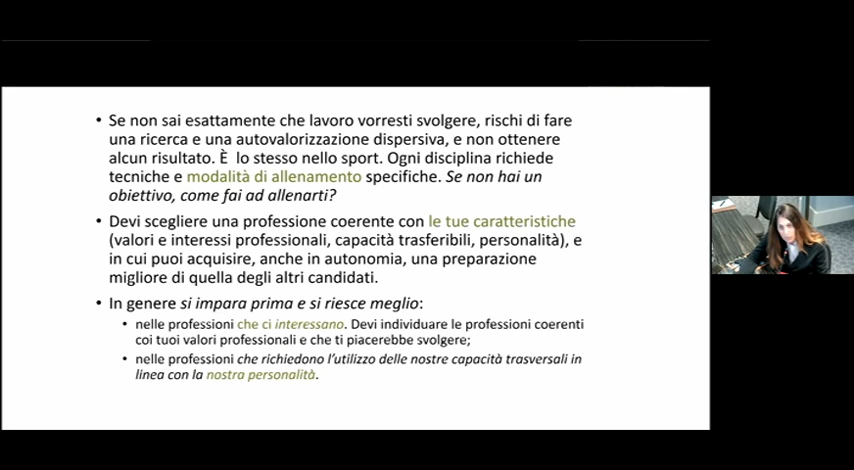 • Se non sai esattamente che lavoro vorresti svolgere, rischi di fare
una ricerca e una autovalorizzazione dispersiva, e non ottenere
alcun risultato. È lo stesso nello sport. Ogni disciplina richiede
tecniche e modalità di allenamento specifiche. Se non hai un
obiettivo, come fai ad allenarti?
• Devi scegliere una professione coerente con le tue caratteristiche
(valori e interessi professionali, capacità trasferibili, personalità), e
in cui puoi acquisire, anche in autonomia, una preparazione
migliore di quella degli altri candidati.
• In genere si impara prima e si riesce meglio:
• nelle professioni che ci interessano. Devi individuare le professioni coerenti
coi tuoi valori professionali e che ti piacerebbe svolgere;
• nelle professioni che richiedono l'utilizzo delle nostre capacità trasversali in
linea con la nostra personalità.